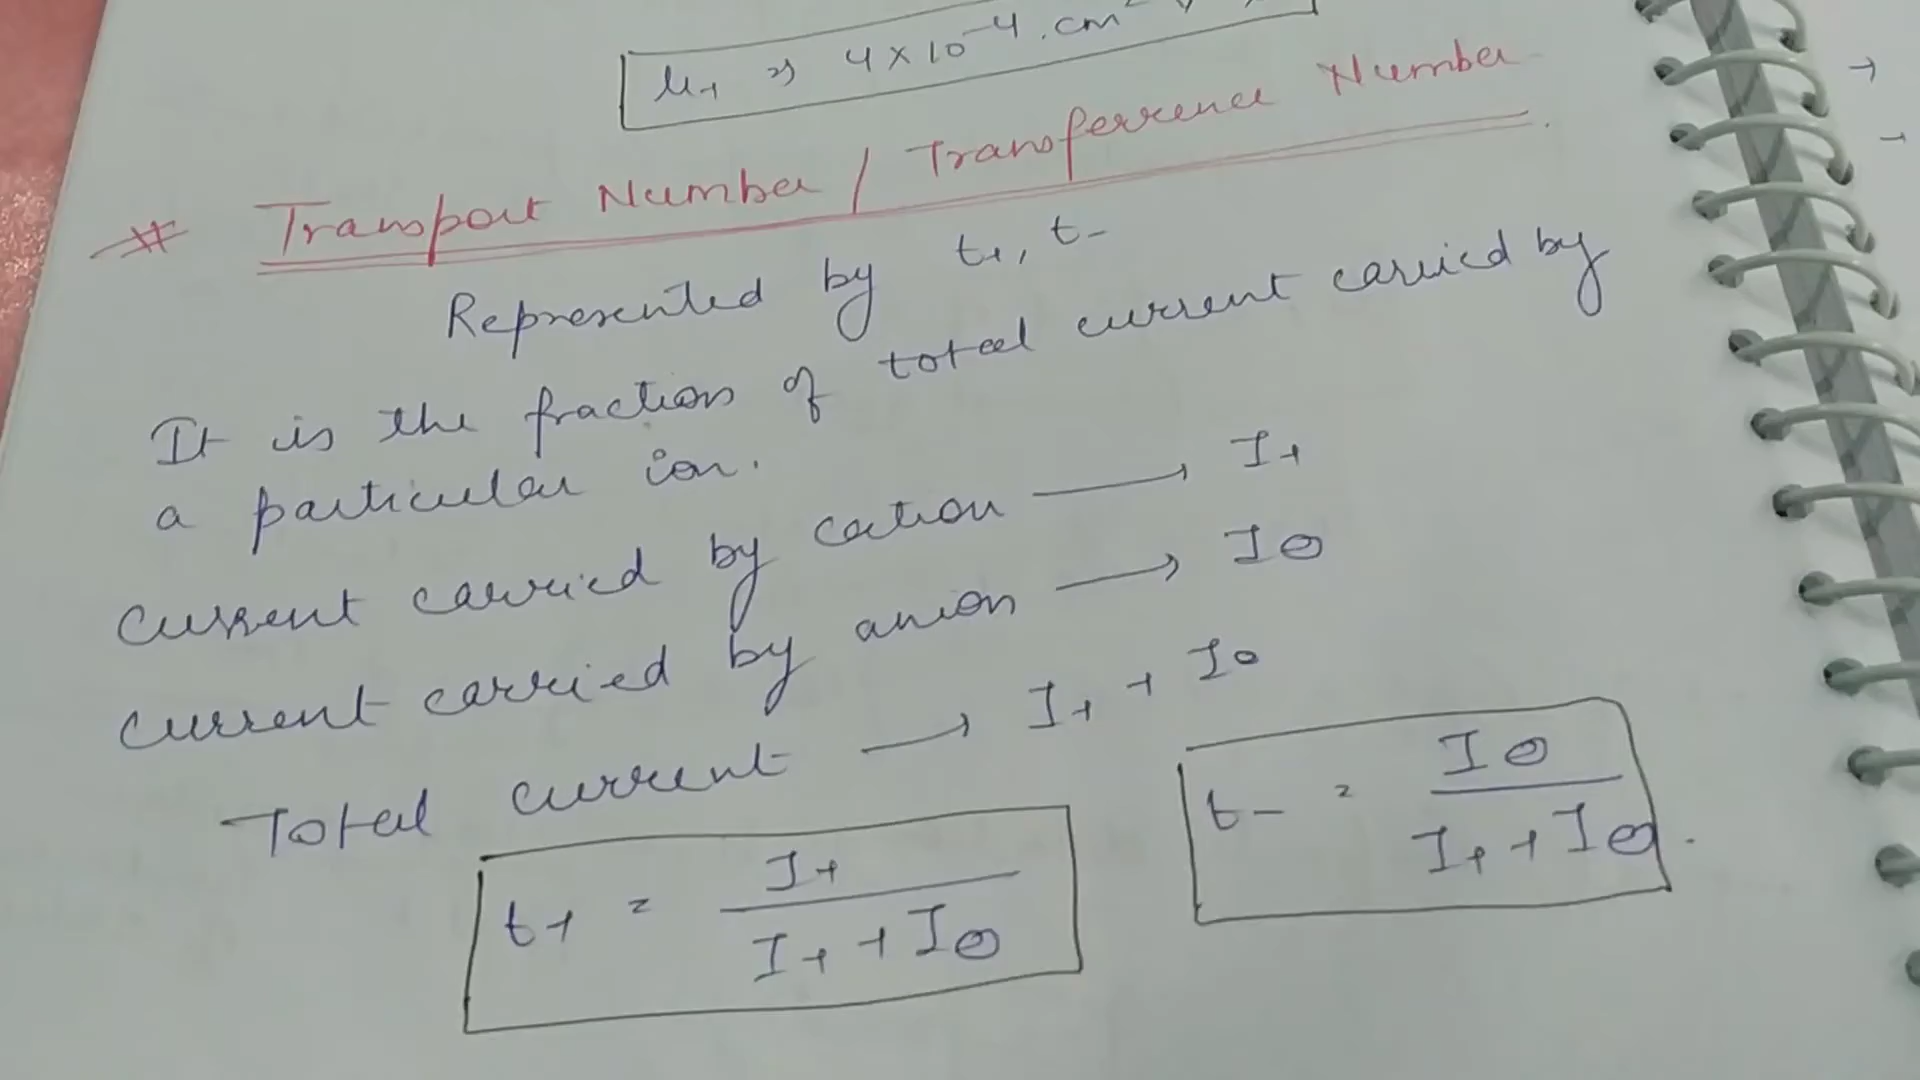 μ+ => 4×10⁻⁴ . cm
* Transport Number / Transferrence Number
Represented by t+, t-
It is the fraction of total current carried by
a particular ion.
Current carried by cation → I+
Current carried by anion → I⊖
Total current → I+ + I⊖
t+ = I+ / (I+ + I⊖)
t- = I⊖ / (I+ + I⊖).